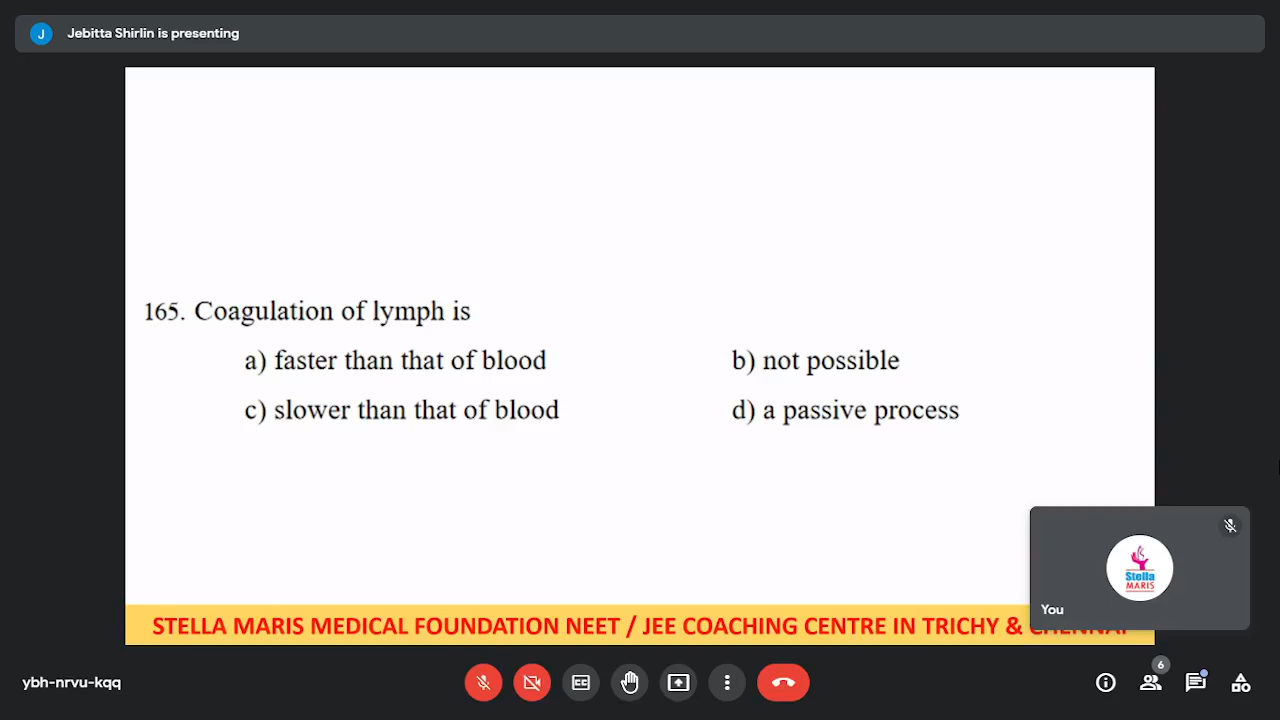 J Jebitta Shirlin is presenting
165. Coagulation of lymph is
a) faster than that of blood b) not possible
c) slower than that of blood d) a passive process
Stella
MARIS
You
STELLA MARIS MEDICAL FOUNDATION NEET / JEE COACHING CENTRE IN TRICHY & CHENNAI
ybh-nrvu-kqq
CC
6